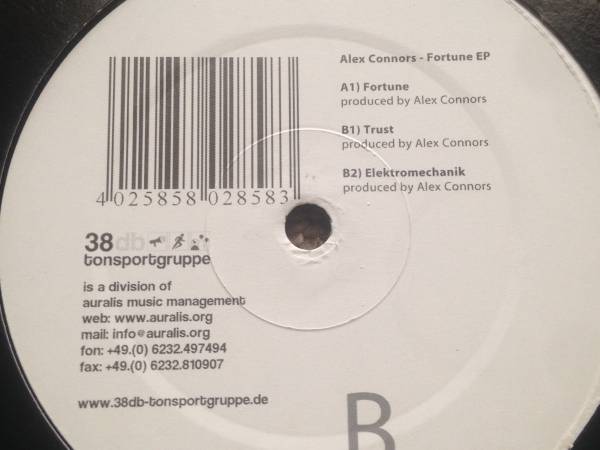 4 025858 028583
Alex Connors - Fortune EP
A1) Fortune
produced by Alex Connors
B1) Trust
produced by Alex Connors
B2) Elektromechanik
produced by Alex Connors
38db
tonsportgruppe
is a division of
auralis music management
web: www.auralis.org
mail: info@auralis.org
fon: +49.(0) 6232.497494
fax: +49.(0) 6232.810907
www.38db-tonsportgruppe.de
B